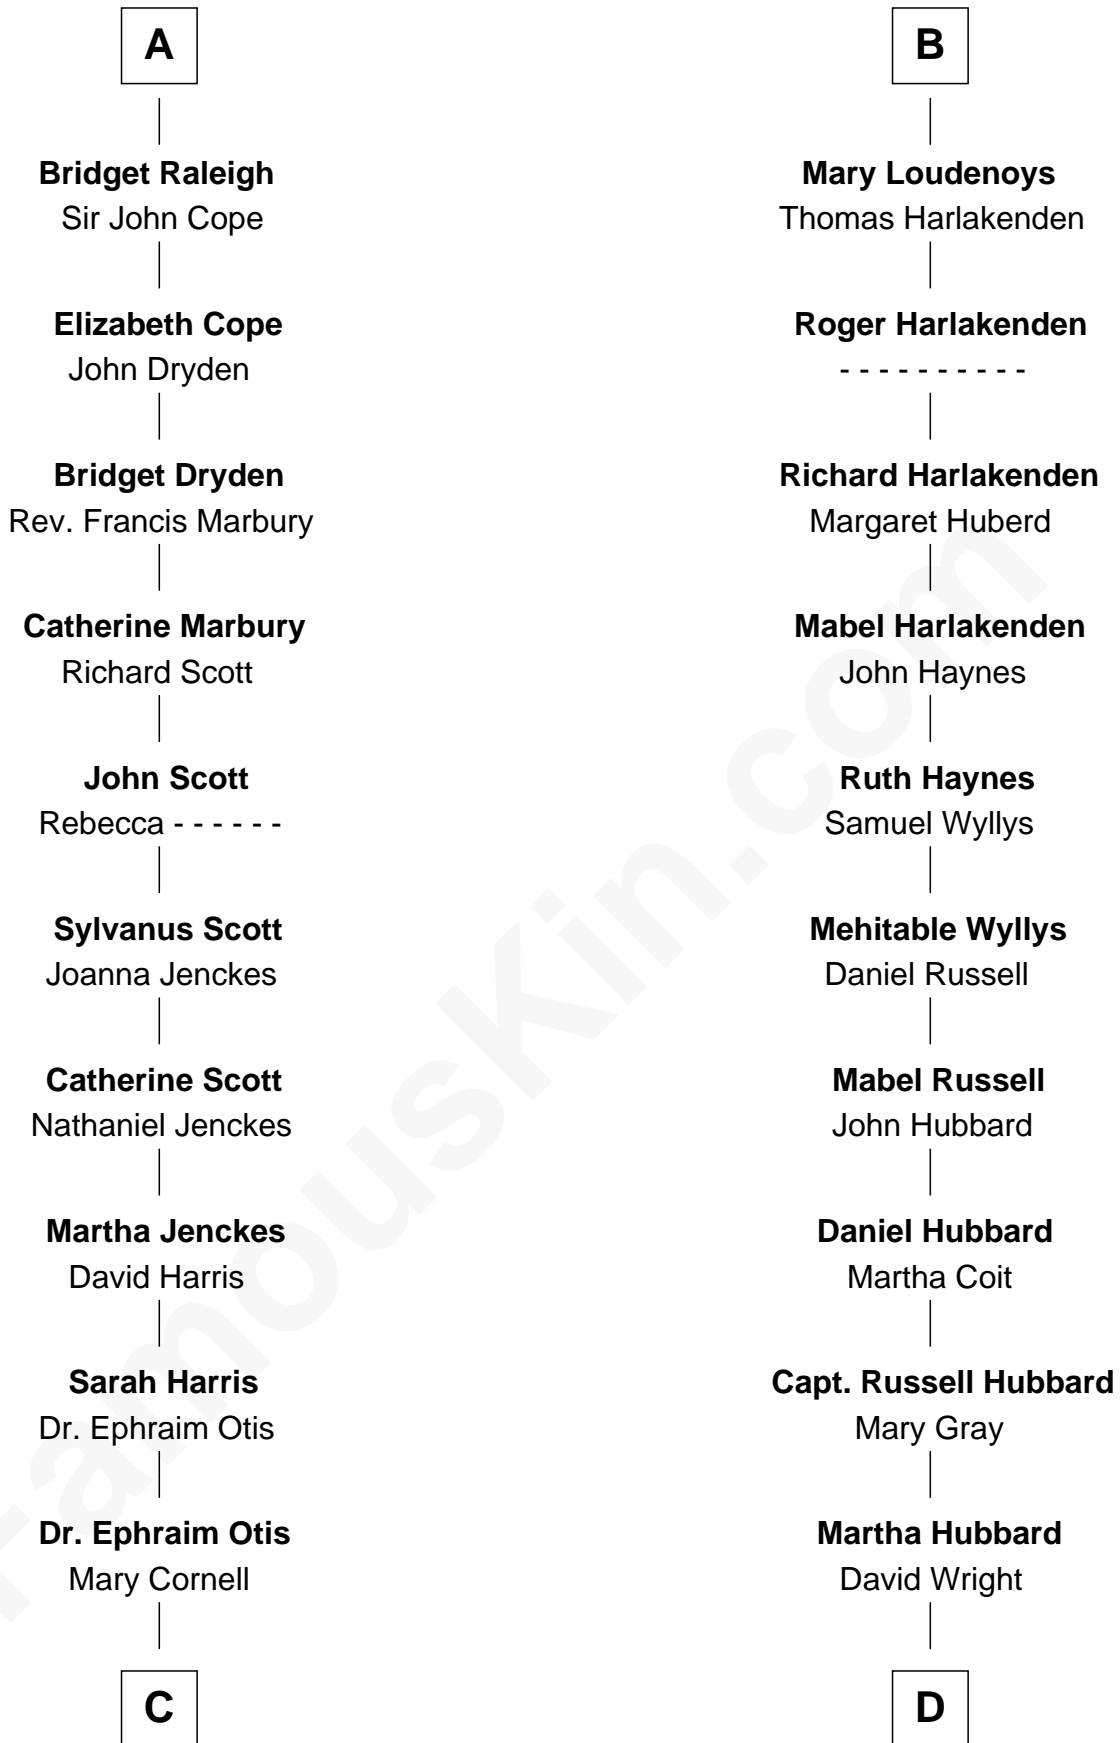 A
Bridget Raleigh
Sir John Cope
Elizabeth Cope
John Dryden
Bridget Dryden
Rev. Francis Marbury
Catherine Marbury
Richard Scott
John Scott
Rebecca - - - - - -
Sylvanus Scott
Joanna Jenckes
Catherine Scott
Nathaniel Jenckes
Martha Jenckes
David Harris
Sarah Harris
Dr. Ephraim Otis
Dr. Ephraim Otis
Mary Cornell
C
B
Mary Loudenoys
Thomas Harlakenden
Roger Harlakenden
- - - - - - - - - -
Richard Harlakenden
Margaret Huberd
Mabel Harlakenden
John Haynes
Ruth Haynes
Samuel Wyllys
Mehitable Wyllys
Daniel Russell
Mabel Russell
John Hubbard
Daniel Hubbard
Martha Coit
Capt. Russell Hubbard
Mary Gray
Martha Hubbard
David Wright
D
FamousKin.com